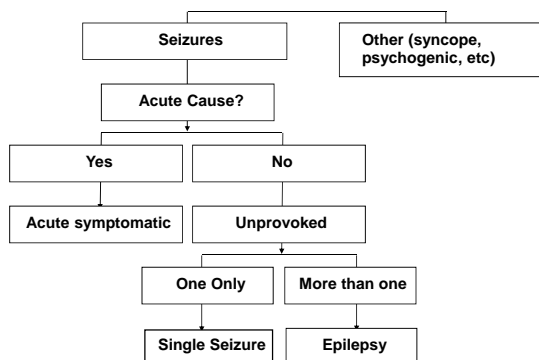 Seizures
Other (syncope,
psychogenic, etc)
Acute Cause?
Yes
No
Acute symptomatic
Unprovoked
One Only
More than one
Single Seizure
Epilepsy